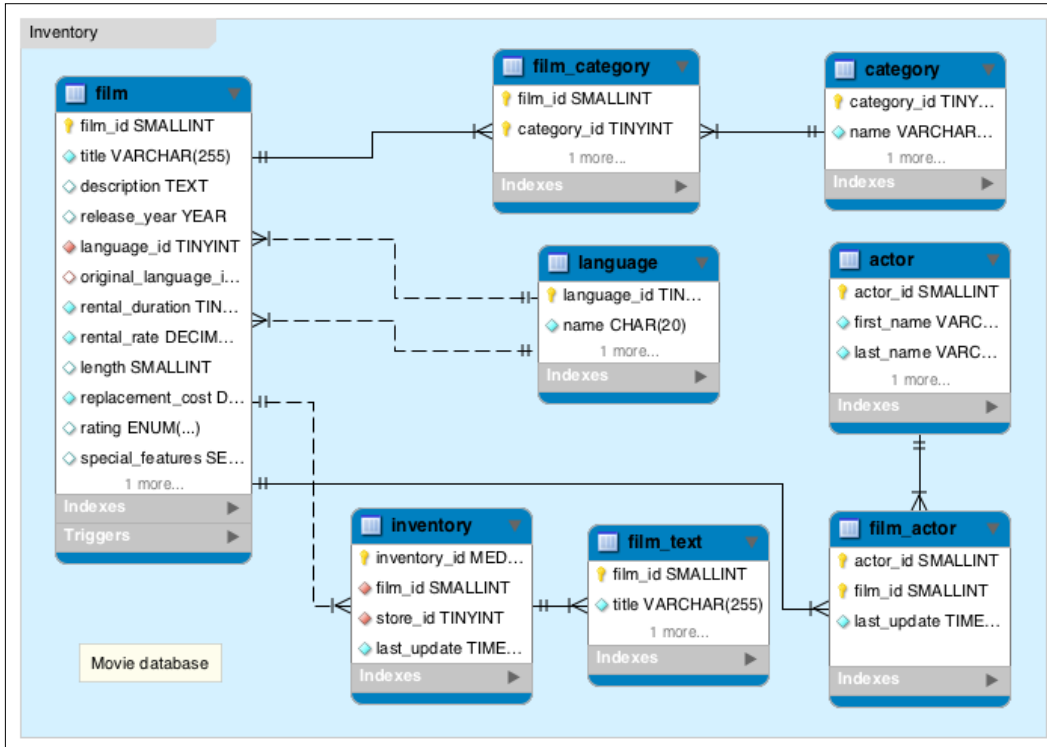 Inventory
film
film_id SMALLINT
title VARCHAR(255)
description TEXT
release_year YEAR
language_id TINYINT
original_language_i...
rental_duration TIN...
rental_rate DECIM...
length SMALLINT
replacement_cost D...
rating ENUM(...)
special_features SE...
1 more...
Indexes
Triggers
film_category
film_id SMALLINT
category_id TINYINT
1 more...
Indexes
category
category_id TINY...
name VARCHAR...
1 more...
Indexes
language
language_id TIN...
name CHAR(20)
1 more...
Indexes
actor
actor_id SMALLINT
first_name VARC...
last_name VARC...
1 more...
Indexes
inventory
inventory_id MED...
film_id SMALLINT
store_id TINYINT
last_update TIME...
Indexes
film_text
film_id SMALLINT
title VARCHAR(255)
1 more...
Indexes
film_actor
actor_id SMALLINT
film_id SMALLINT
last_update TIME...
Indexes
Movie database